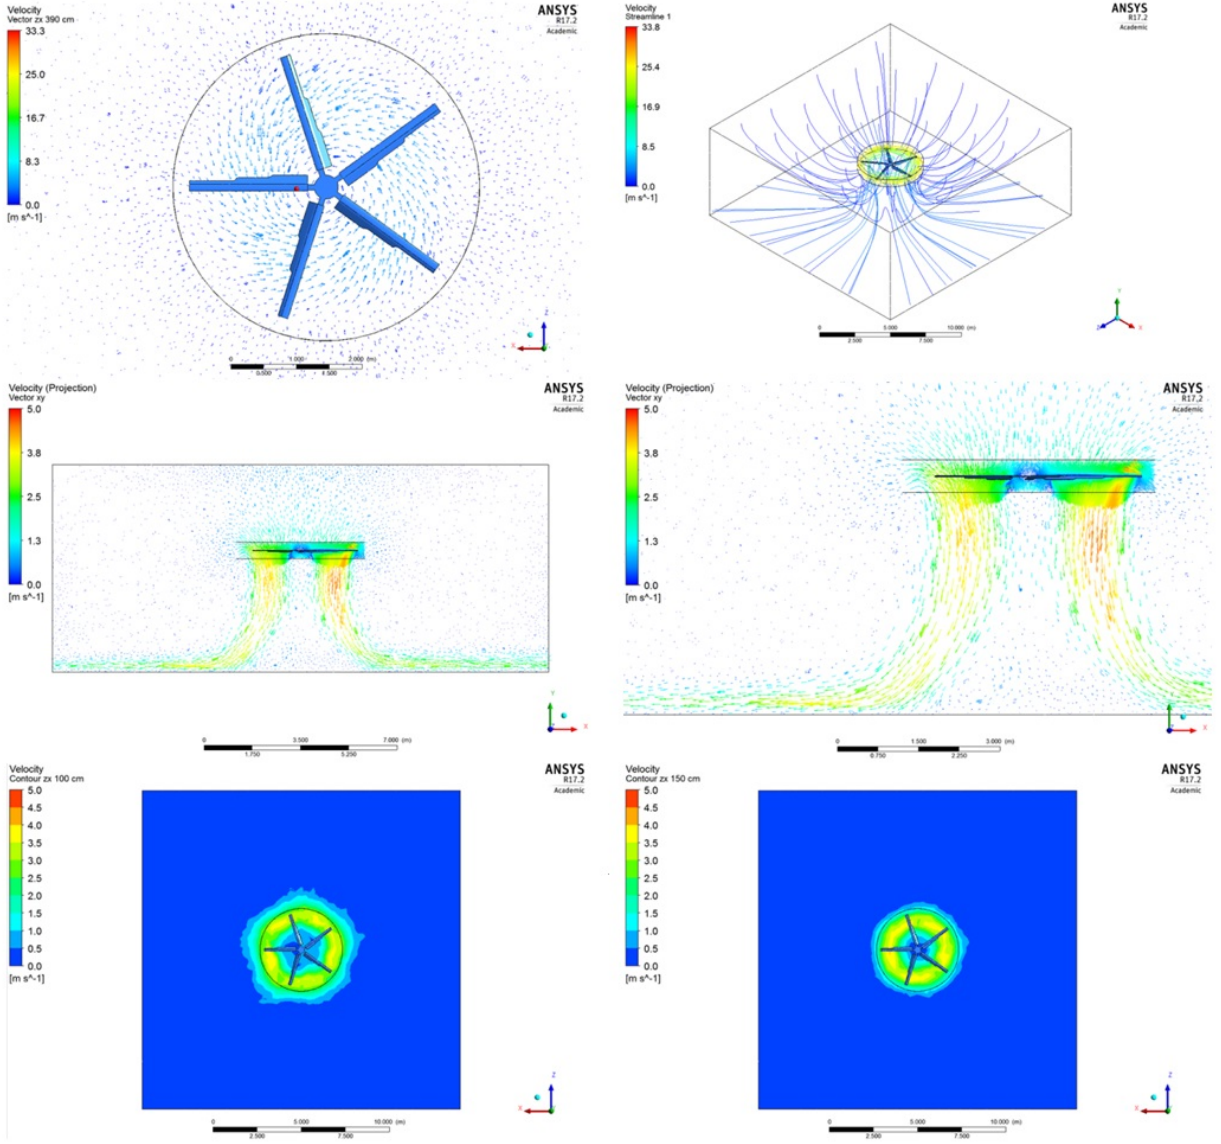 Velocity
Vector zx 390 cm
33.3
25.0
16.7
8.3
0.0
[m s^-1]
ANSYS
R17.2
Academic
Z
X
0 1.000 2.000 (m)
0.500 1.500
Velocity
Streamline 1
33.8
25.4
16.9
8.5
0.0
[m s^-1]
ANSYS
R17.2
Academic
Y
Z X
0 5.000 10.000 (m)
2.500 7.500
Velocity (Projection)
Vector xy
5.0
3.8
2.5
1.3
0.0
[m s^-1]
ANSYS
R17.2
Academic
Y
Z X
0 3.500 7.000 (m)
1.750 5.250
Velocity (Projection)
Vector xy
5.0
3.8
2.5
1.3
0.0
[m s^-1]
ANSYS
R17.2
Academic
Y
Z X
0 1.500 3.000 (m)
0.750 2.250
Velocity
Contour zx 100 cm
5.0
4.5
4.0
3.5
3.0
2.5
2.0
1.5
1.0
0.5
0.0
[m s^-1]
ANSYS
R17.2
Academic
Z
X
0 5.000 10.000 (m)
2.500 7.500
Velocity
Contour zx 150 cm
5.0
4.5
4.0
3.5
3.0
2.5
2.0
1.5
1.0
0.5
0.0
[m s^-1]
ANSYS
R17.2
Academic
Z
X
0 5.000 10.000 (m)
2.500 7.500